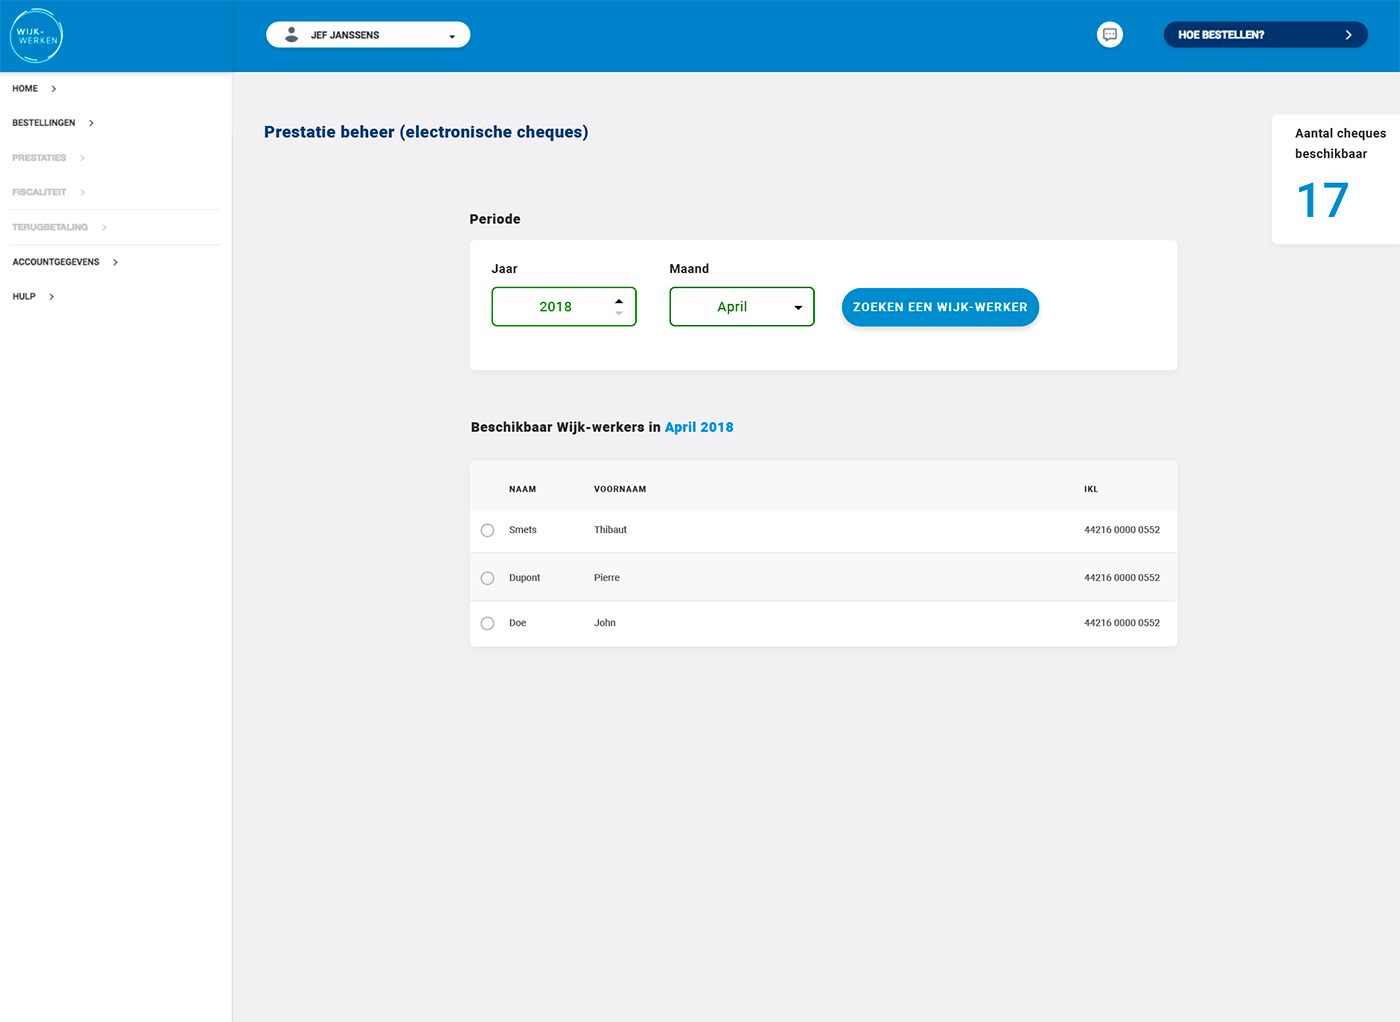 WIJK-
WERKEN
JEF JANSSENS
HOE BESTELLEN?
HOME
BESTELLINGEN
PRESTATIES
FISCALITEIT
TERUGBETALING
ACCOUNTGEGEVENS
HULP
Prestatie beheer (electronische cheques)
Aantal cheques
beschikbaar
17
Periode
Jaar
Maand
2018
April
ZOEKEN EEN WIJK-WERKER
Beschikbaar Wijk-werkers in April 2018
NAAM VOORNAAM IKL
Smets Thibaut 44216 0000 0552
Dupont Pierre 44216 0000 0552
Doe John 44216 0000 0552